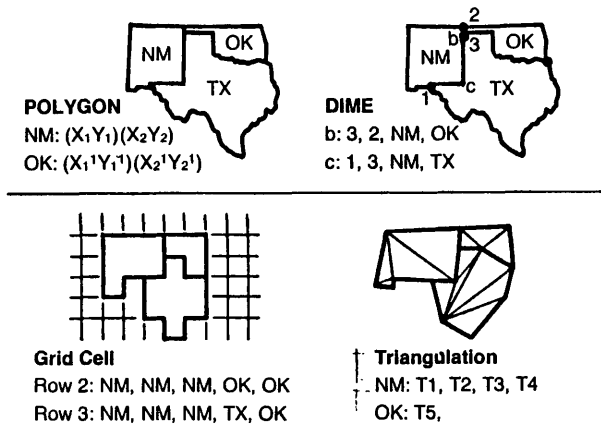 NM
OK
TX
POLYGON
NM: (X₁Y₁)(X₂Y₂)
OK: (X₁¹Y₁¹)(X₂¹Y₂¹)
2
b
3
OK
NM
TX
1
c
DIME
b: 3, 2, NM, OK
c: 1, 3, NM, TX
Grid Cell
Row 2: NM, NM, NM, OK, OK
Row 3: NM, NM, NM, TX, OK
Triangulation
NM: T1, T2, T3, T4
OK: T5,